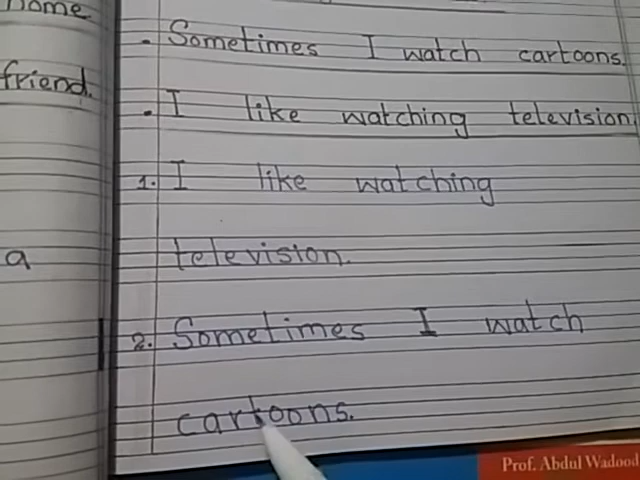 home
friend.
a
. Sometimes I watch cartoons.
. I like watching television
1. I like watching
television.
2. Sometimes I watch
cartoons.
Prof. Abdul Wadood